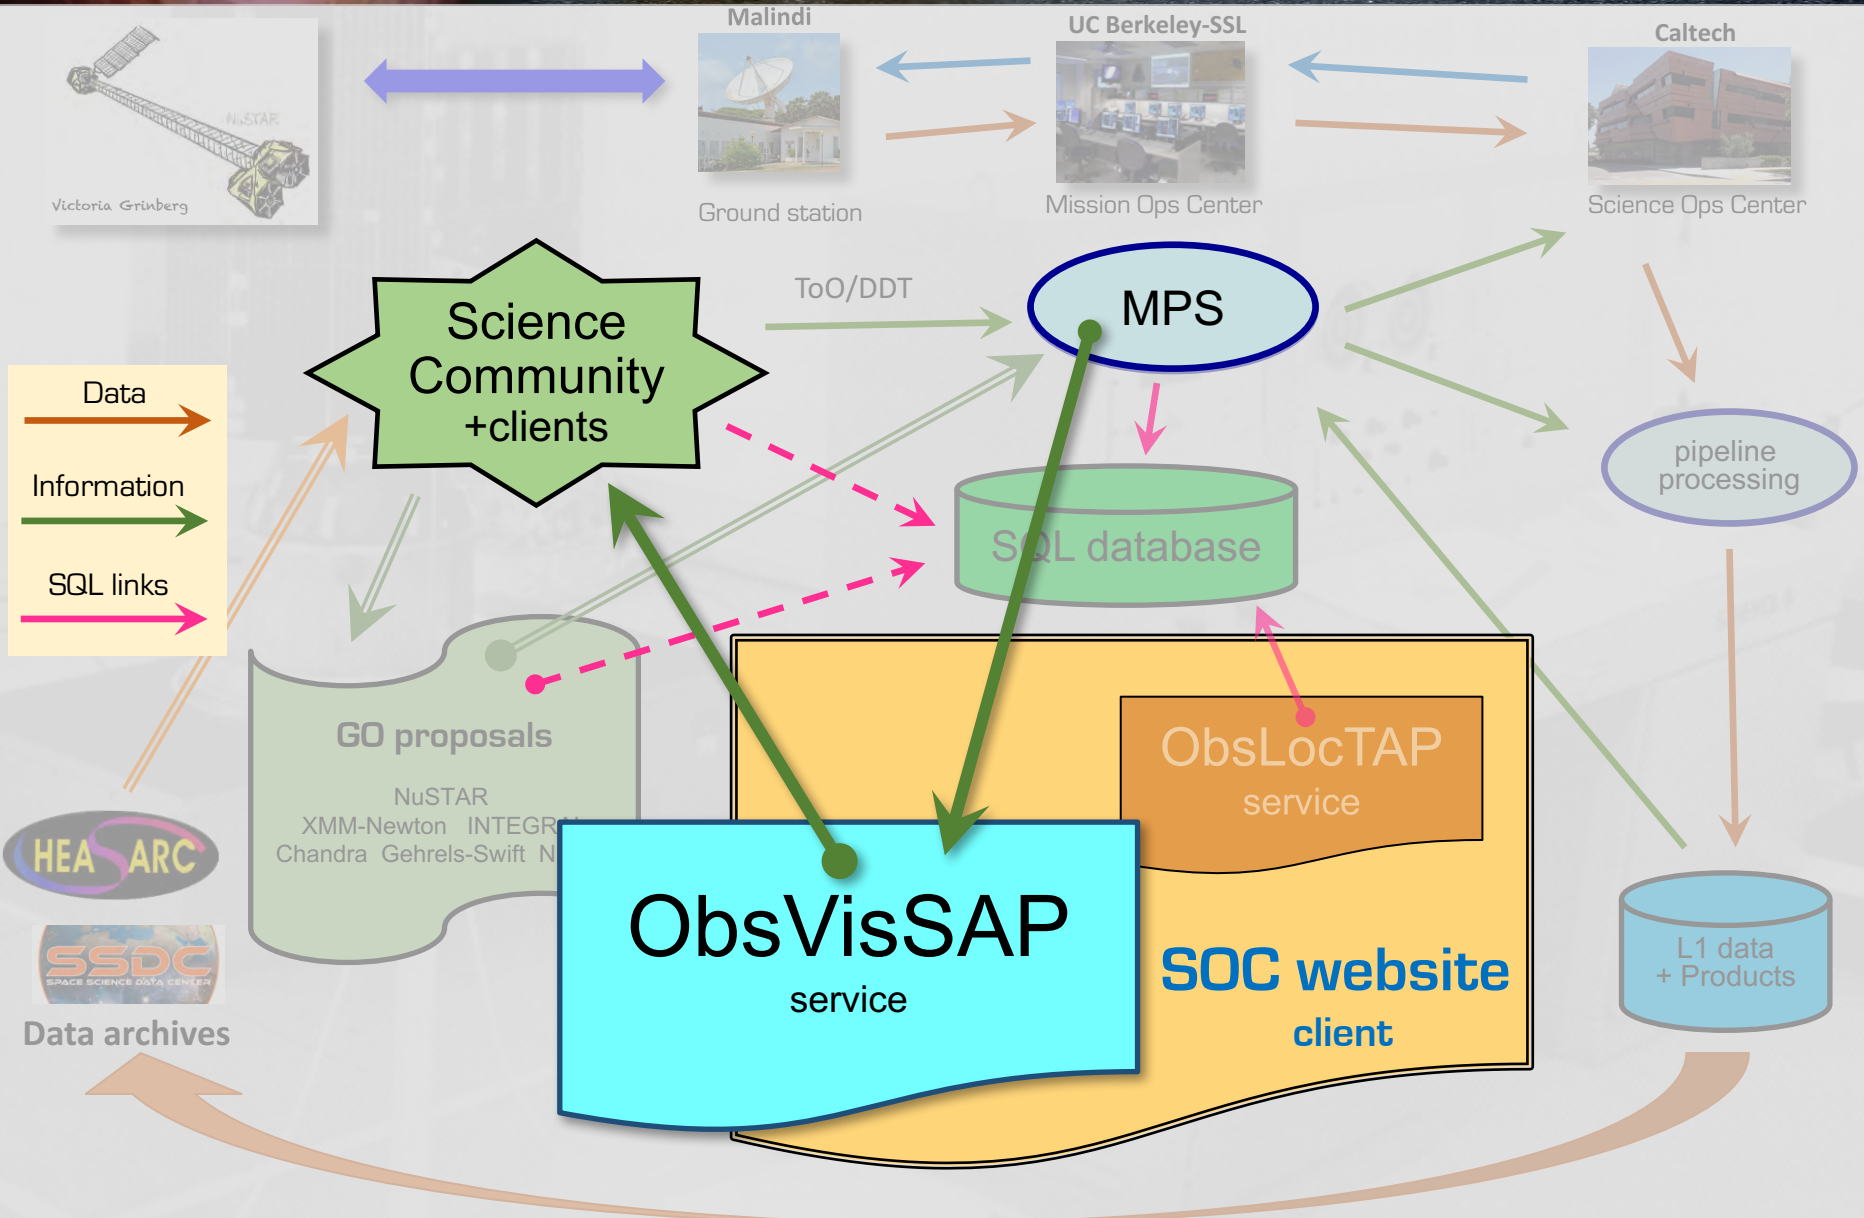 Malindi
UC Berkeley-SSL
Caltech
NuSTAR
Victoria Grinberg
Ground station
Mission Ops Center
Science Ops Center
ToO/DDT
MPS
Science
Community
+clients
Data
Information
SQL links
pipeline
processing
SQL database
GO proposals
NuSTAR
XMM-Newton INTEGRAL
Chandra Gehrels-Swift
ObsLocTAP
service
HEASARC
SSDC
SPACE SCIENCE DATA CENTER
Data archives
ObsVisSAP
service
SOC website
client
L1 data
+ Products